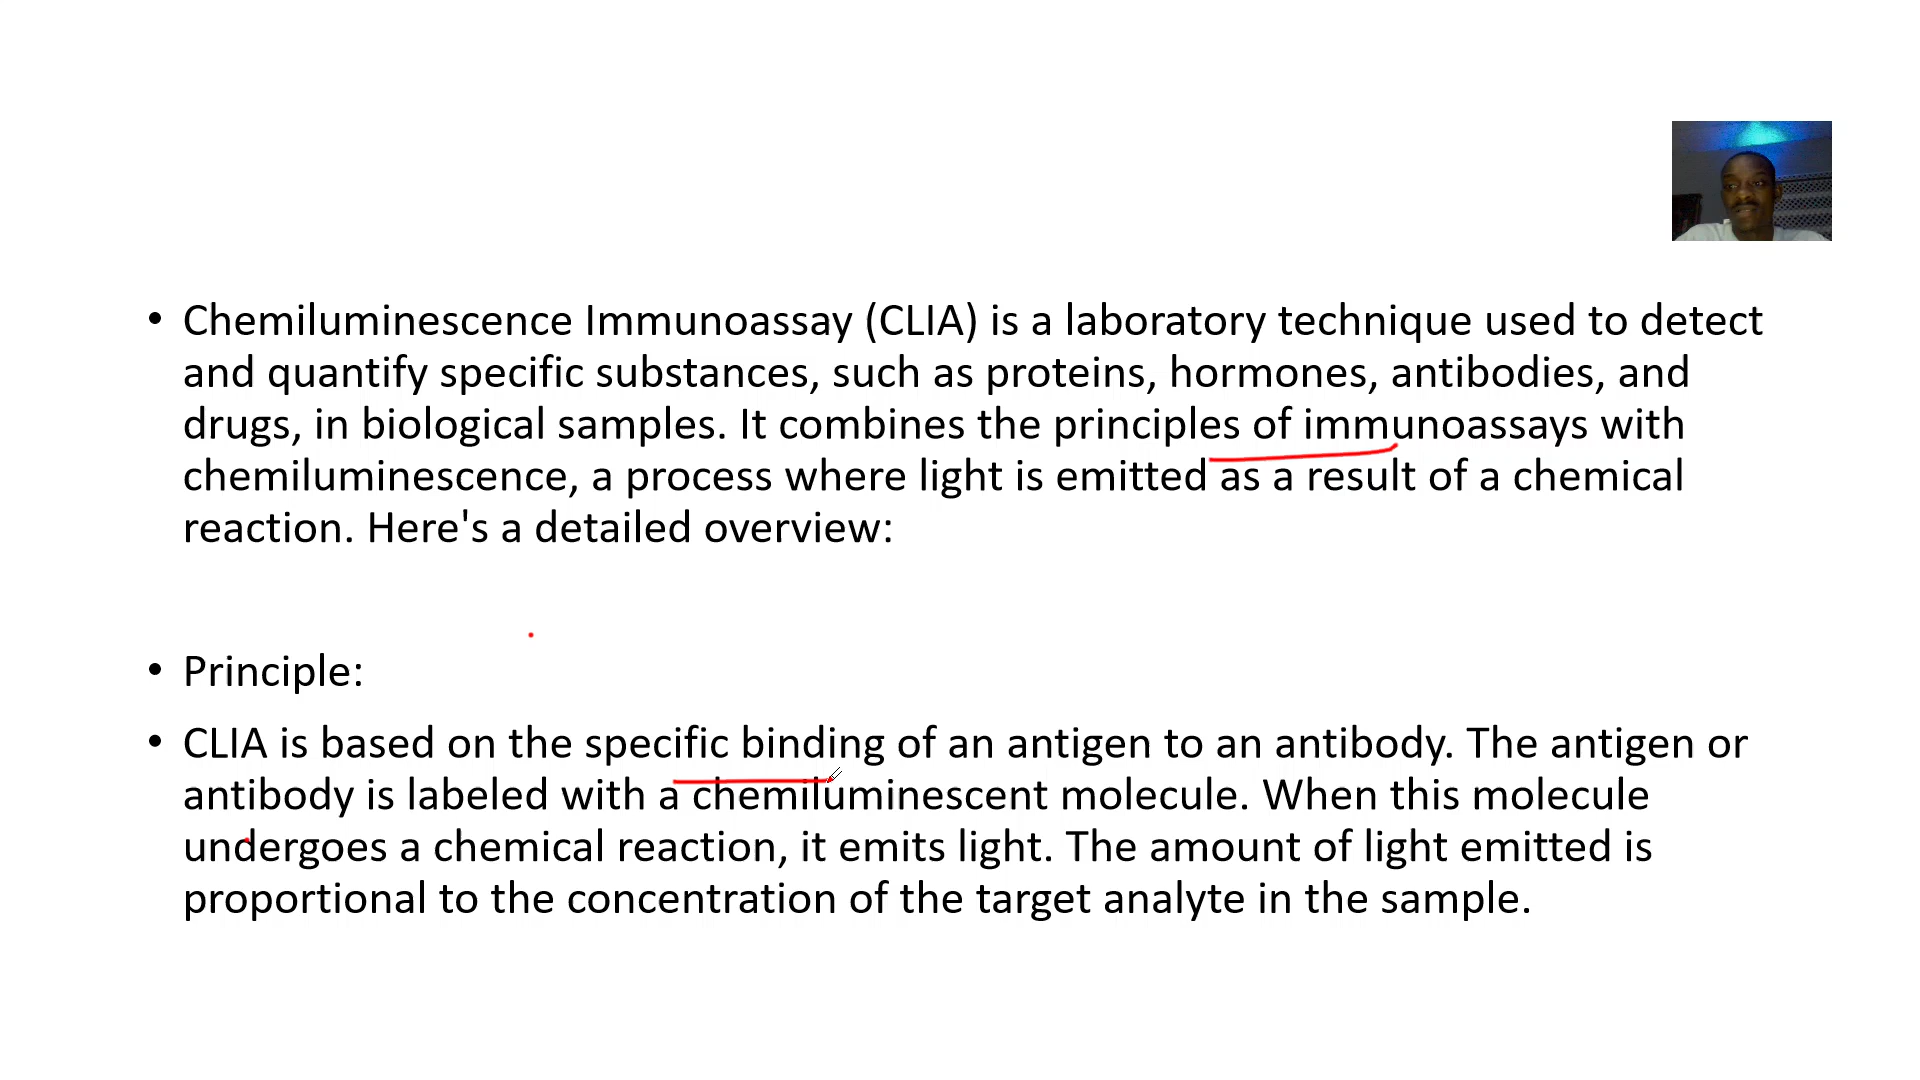 • Chemiluminescence Immunoassay (CLIA) is a laboratory technique used to detect
and quantify specific substances, such as proteins, hormones, antibodies, and
drugs, in biological samples. It combines the principles of immunoassays with
chemiluminescence, a process where light is emitted as a result of a chemical
reaction. Here's a detailed overview:
• Principle:
• CLIA is based on the specific binding of an antigen to an antibody. The antigen or
antibody is labeled with a chemiluminescent molecule. When this molecule
undergoes a chemical reaction, it emits light. The amount of light emitted is
proportional to the concentration of the target analyte in the sample.